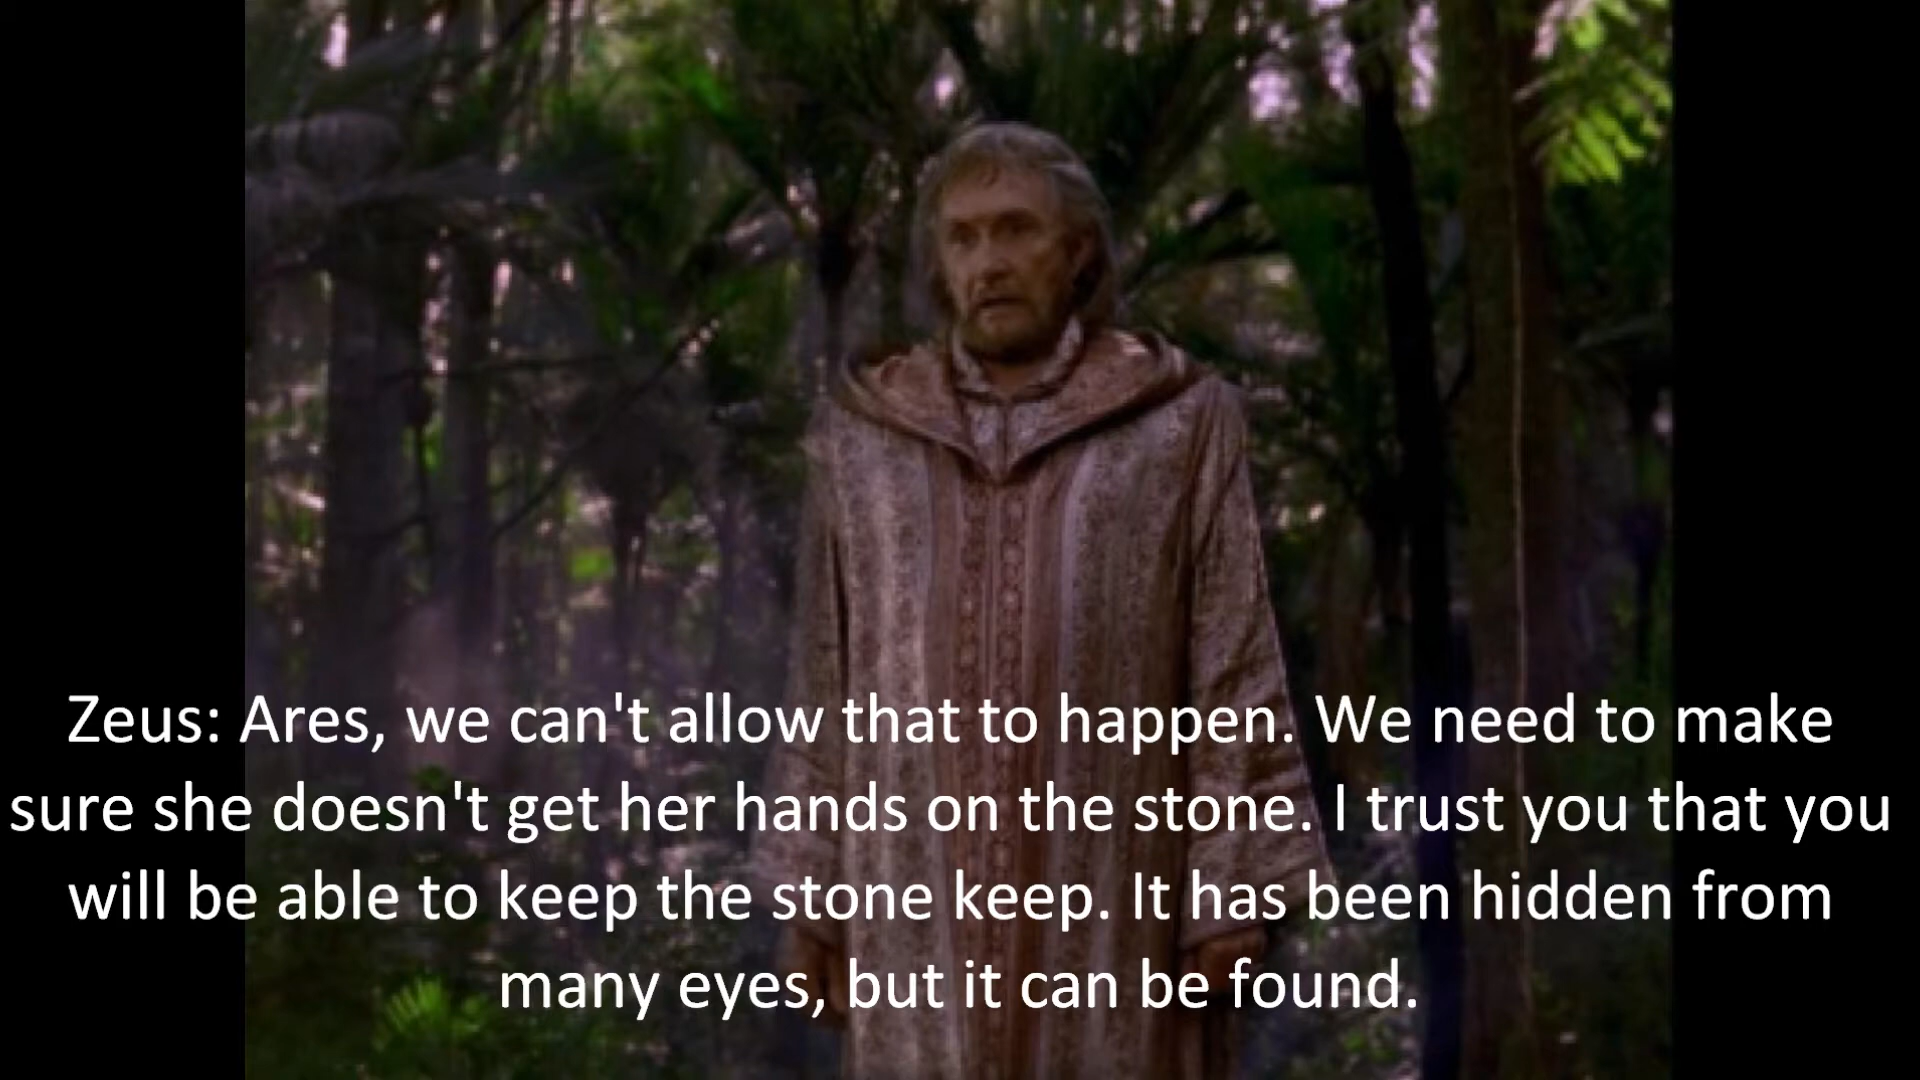 Zeus: Ares, we can't allow that to happen. We need to make
sure she doesn't get her hands on the stone. I trust you that you
will be able to keep the stone keep. It has been hidden from
many eyes, but it can be found.